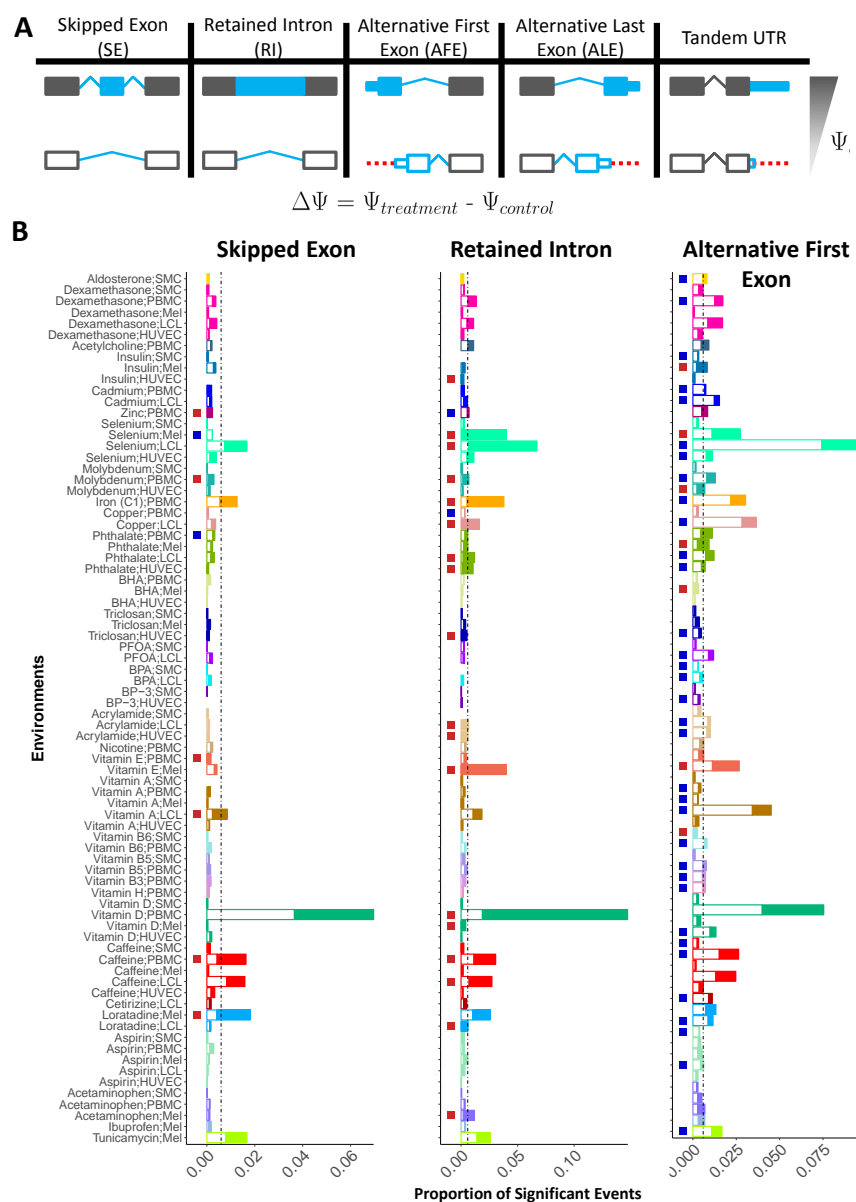 A
Skipped Exon
(SE)
Retained Intron
(RI)
Alternative First
Exon (AFE)
Alternative Last
Exon (ALE)
Tandem UTR
Ψ
ΔΨ = Ψtreatment - Ψcontrol
B
Skipped Exon
Retained Intron
Alternative First
Exon
Environments
Aldosterone;SMC
Dexamethasone;SMC
Dexamethasone;PBMC
Dexamethasone;Mel
Dexamethasone;LCL
Dexamethasone;HUVEC
Acetylcholine;PBMC
Insulin;SMC
Insulin;Mel
Insulin;HUVEC
Cadmium;PBMC
Cadmium;LCL
Zinc;PBMC
Selenium;SMC
Selenium;Mel
Selenium;LCL
Selenium;HUVEC
Molybdenum;SMC
Molybdenum;PBMC
Molybdenum;HUVEC
Iron (C1);PBMC
Copper;PBMC
Copper;LCL
Phthalate;PBMC
Phthalate;Mel
Phthalate;LCL
Phthalate;HUVEC
BHA;PBMC
BHA;Mel
BHA;HUVEC
Triclosan;SMC
Triclosan;Mel
Triclosan;HUVEC
PFOA;SMC
PFOA;LCL
BPA;SMC
BPA;LCL
BP−3;SMC
BP−3;HUVEC
Acrylamide;SMC
Acrylamide;LCL
Acrylamide;HUVEC
Nicotine;PBMC
Vitamin E;PBMC
Vitamin E;Mel
Vitamin A;SMC
Vitamin A;PBMC
Vitamin A;Mel
Vitamin A;LCL
Vitamin A;HUVEC
Vitamin B6;SMC
Vitamin B6;PBMC
Vitamin B5;SMC
Vitamin B5;PBMC
Vitamin B3;PBMC
Vitamin H;PBMC
Vitamin D;SMC
Vitamin D;PBMC
Vitamin D;Mel
Vitamin D;HUVEC
Caffeine;SMC
Caffeine;PBMC
Caffeine;Mel
Caffeine;LCL
Caffeine;HUVEC
Cetirizine;LCL
Loratadine;Mel
Loratadine;LCL
Aspirin;SMC
Aspirin;PBMC
Aspirin;Mel
Aspirin;LCL
Aspirin;HUVEC
Acetaminophen;SMC
Acetaminophen;PBMC
Acetaminophen;Mel
Ibuprofen;Mel
Tunicamycin;Mel
0.00 0.02 0.04 0.06
0.00 0.05 0.10
0.025 0.050 0.075
Proportion of Significant Events